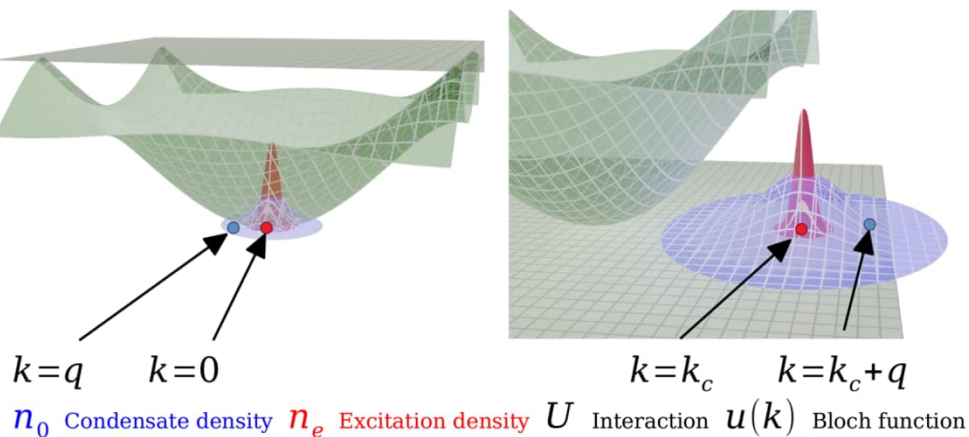 k=q k=0 k=k_c k=k_c+q
n_0 Condensate density n_e Excitation density U Interaction u(k) Bloch function